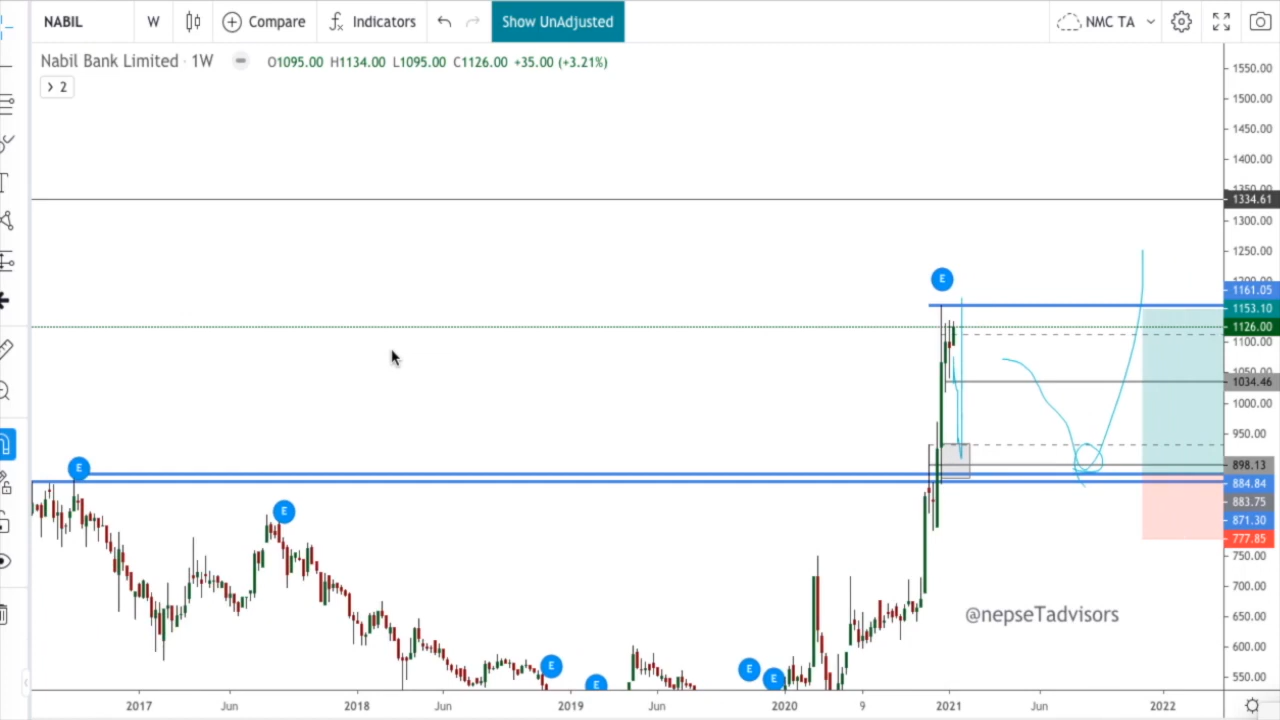 NABIL W Compare Indicators Show UnAdjusted NMC TA
Nabil Bank Limited · 1W O1095.00 H1134.00 L1095.00 C1126.00 +35.00 (+3.21%)
2
1550.00
1500.00
1450.00
1400.00
1334.61
1300.00
1250.00
E
1161.05
1153.10
1126.00
1100.00
1034.46
1000.00
950.00
898.13
E
884.84
883.75
E
871.30
777.85
750.00
700.00
650.00
@nepseTadvisors
600.00
E
E
E
E
550.00
2017 Jun 2018 Jun 2019 Jun 2020 9 2021 Jun 2022